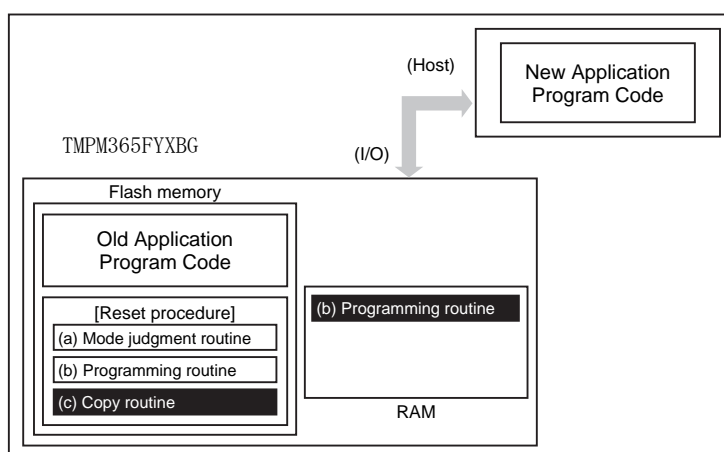 (Host)
New Application
Program Code
TMPM365FYXBG
(I/O)
Flash memory
Old Application
Program Code
[Reset procedure]
(a) Mode judgment routine
(b) Programming routine
(c) Copy routine
(b) Programming routine
RAM